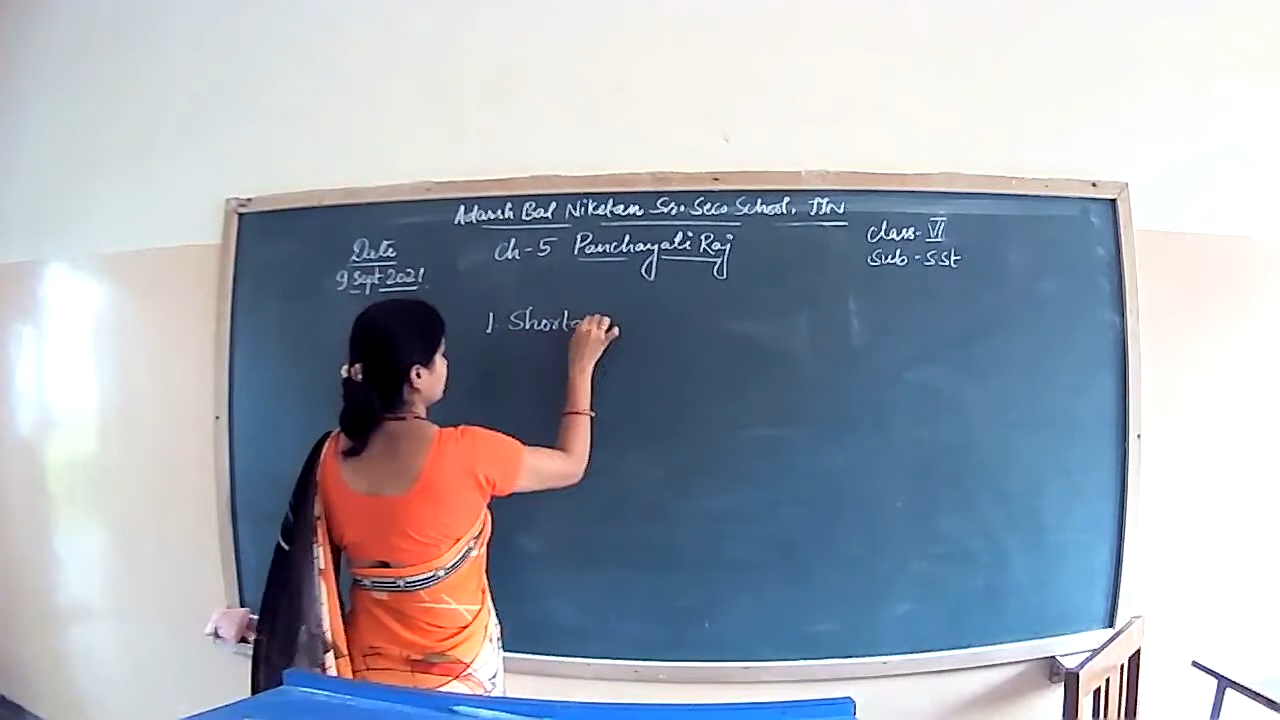 Adarsh Bal Niketan Sr. Sec. School, JJN
Date
9 Sept 2021.
Ch-5 Panchayati Raj
Class-VI
Sub-SSt
1. Short